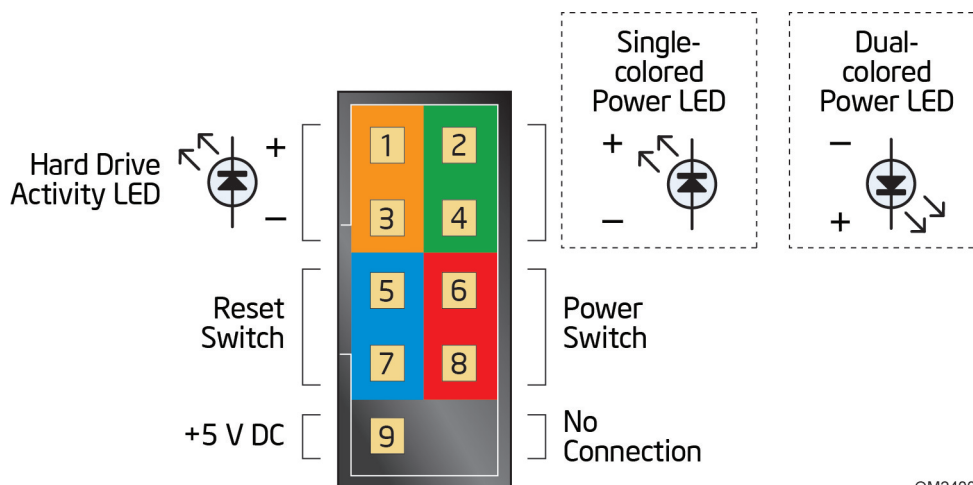 Single-
colored
Power LED
Dual-
colored
Power LED
+
−
+
−
−
+
Hard Drive
Activity LED
1 2
3 4
5 6
7 8
9
Reset
Switch
Power
Switch
+5 V DC
No
Connection